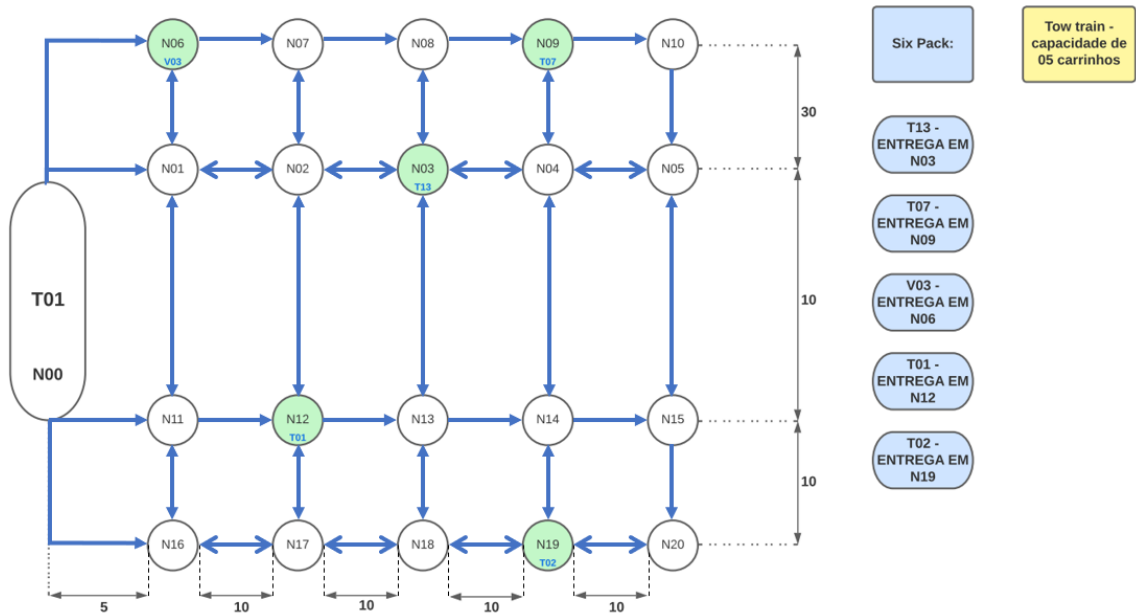 N06
V03
N07
N08
N09
T07
N10
Six Pack:
Tow train -
capacidade de
05 carrinhos
30
T13 -
ENTREGA EM
N03
N01
N02
N03
T13
N04
N05
T07 -
ENTREGA EM
N09
T01
N00
10
V03 -
ENTREGA EM
N06
T01 -
ENTREGA EM
N12
N11
N12
T01
N13
N14
N15
T02 -
ENTREGA EM
N19
10
N16
N17
N18
N19
T02
N20
5
10
10
10
10